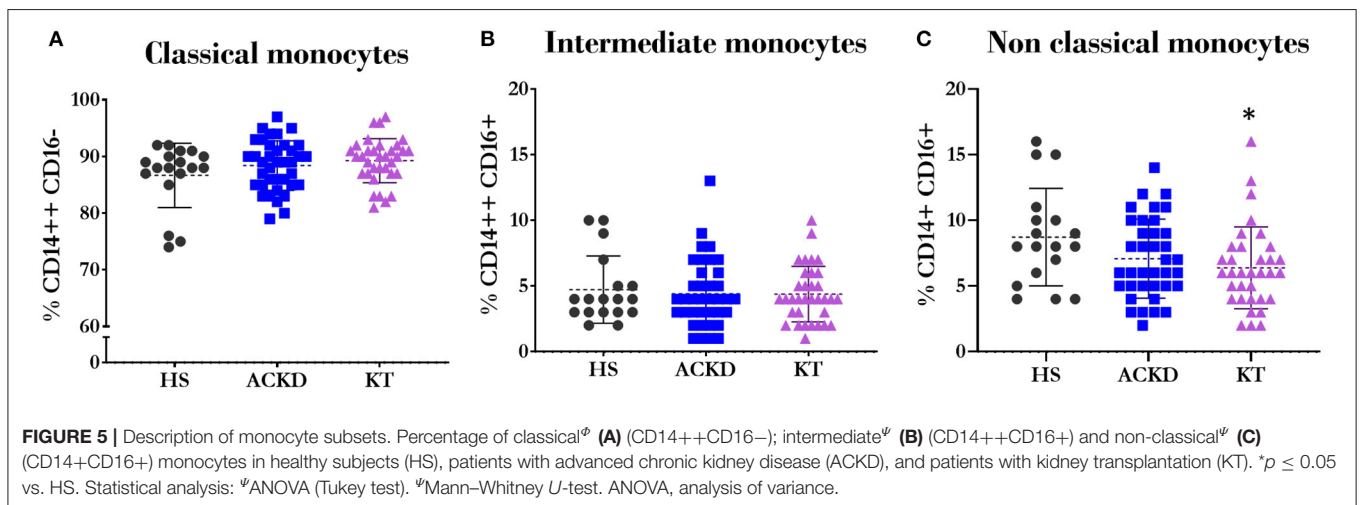 A
Classical monocytes
% CD14++ CD16-
100
90
80
70
60
0
HS
ACKD
KT
B
Intermediate monocytes
% CD14++ CD16+
20
15
10
5
0
HS
ACKD
KT
C
Non classical monocytes
% CD14+ CD16+
20
15
10
5
0
*
HS
ACKD
KT
FIGURE 5 | Description of monocyte subsets. Percentage of classicalᶲ (A) (CD14++CD16−); intermediateᴪ (B) (CD14++CD16+) and non-classicalᴪ (C)
(CD14+CD16+) monocytes in healthy subjects (HS), patients with advanced chronic kidney disease (ACKD), and patients with kidney transplantation (KT). *p ≤ 0.05
vs. HS. Statistical analysis: ᴪANOVA (Tukey test). ᴪMann–Whitney U-test. ANOVA, analysis of variance.